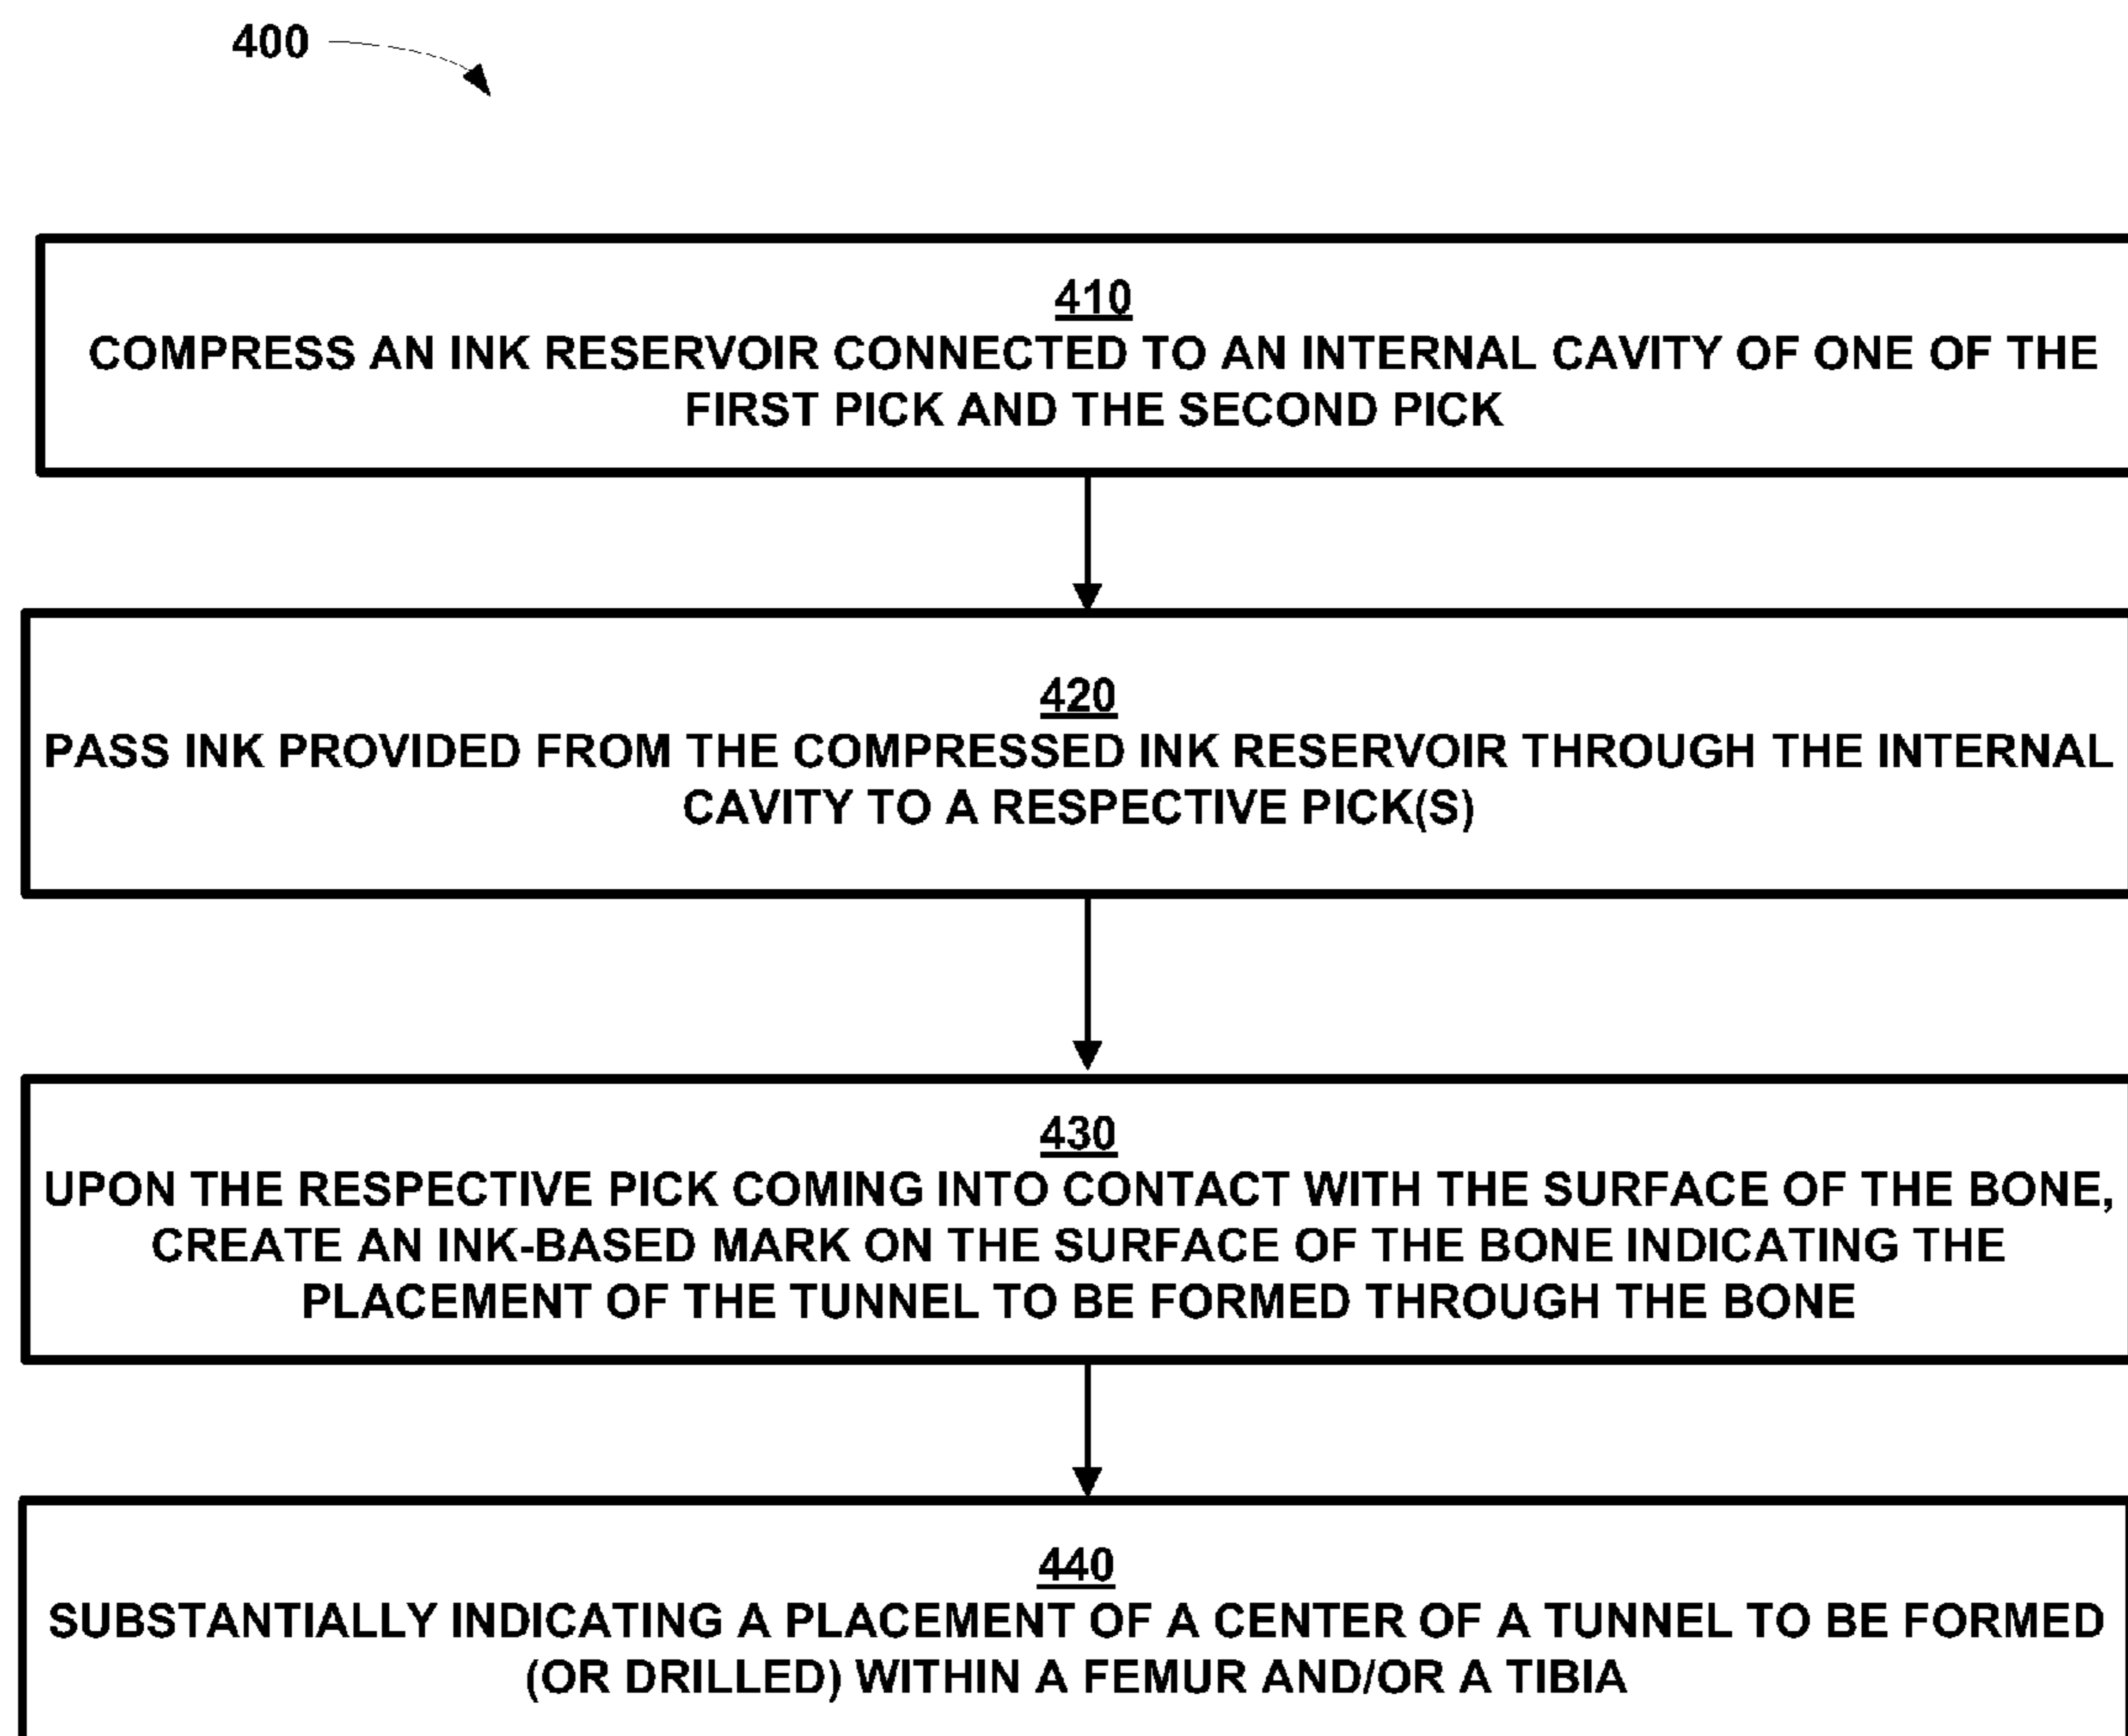 400
410
COMPRESS AN INK RESERVOIR CONNECTED TO AN INTERNAL CAVITY OF ONE OF THE
FIRST PICK AND THE SECOND PICK
420
PASS INK PROVIDED FROM THE COMPRESSED INK RESERVOIR THROUGH THE INTERNAL
CAVITY TO A RESPECTIVE PICK(S)
430
UPON THE RESPECTIVE PICK COMING INTO CONTACT WITH THE SURFACE OF THE BONE,
CREATE AN INK-BASED MARK ON THE SURFACE OF THE BONE INDICATING THE
PLACEMENT OF THE TUNNEL TO BE FORMED THROUGH THE BONE
440
SUBSTANTIALLY INDICATING A PLACEMENT OF A CENTER OF A TUNNEL TO BE FORMED
(OR DRILLED) WITHIN A FEMUR AND/OR A TIBIA